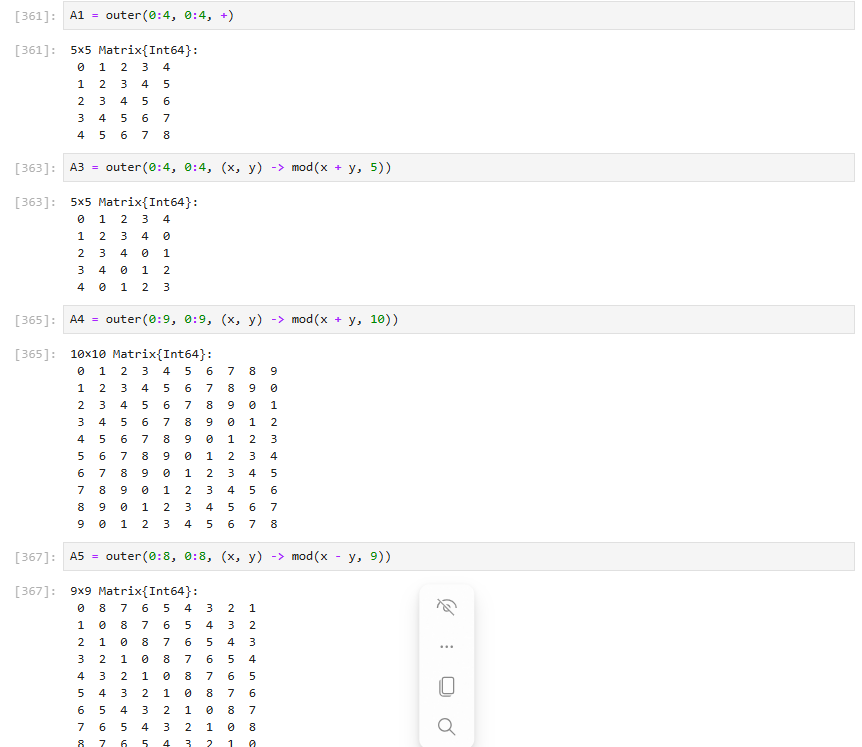 [361]: A1 = outer(0:4, 0:4, +)
[361]: 5×5 Matrix{Int64}:
0 1 2 3 4
1 2 3 4 5
2 3 4 5 6
3 4 5 6 7
4 5 6 7 8
[363]: A3 = outer(0:4, 0:4, (x, y) -> mod(x + y, 5))
[363]: 5×5 Matrix{Int64}:
0 1 2 3 4
1 2 3 4 0
2 3 4 0 1
3 4 0 1 2
4 0 1 2 3
[365]: A4 = outer(0:9, 0:9, (x, y) -> mod(x + y, 10))
[365]: 10×10 Matrix{Int64}:
0 1 2 3 4 5 6 7 8 9
1 2 3 4 5 6 7 8 9 0
2 3 4 5 6 7 8 9 0 1
3 4 5 6 7 8 9 0 1 2
4 5 6 7 8 9 0 1 2 3
5 6 7 8 9 0 1 2 3 4
6 7 8 9 0 1 2 3 4 5
7 8 9 0 1 2 3 4 5 6
8 9 0 1 2 3 4 5 6 7
9 0 1 2 3 4 5 6 7 8
[367]: A5 = outer(0:8, 0:8, (x, y) -> mod(x - y, 9))
[367]: 9×9 Matrix{Int64}:
0 8 7 6 5 4 3 2 1
1 0 8 7 6 5 4 3 2
2 1 0 8 7 6 5 4 3
3 2 1 0 8 7 6 5 4
4 3 2 1 0 8 7 6 5
5 4 3 2 1 0 8 7 6
6 5 4 3 2 1 0 8 7
7 6 5 4 3 2 1 0 8
8 7 6 5 4 3 2 1 0